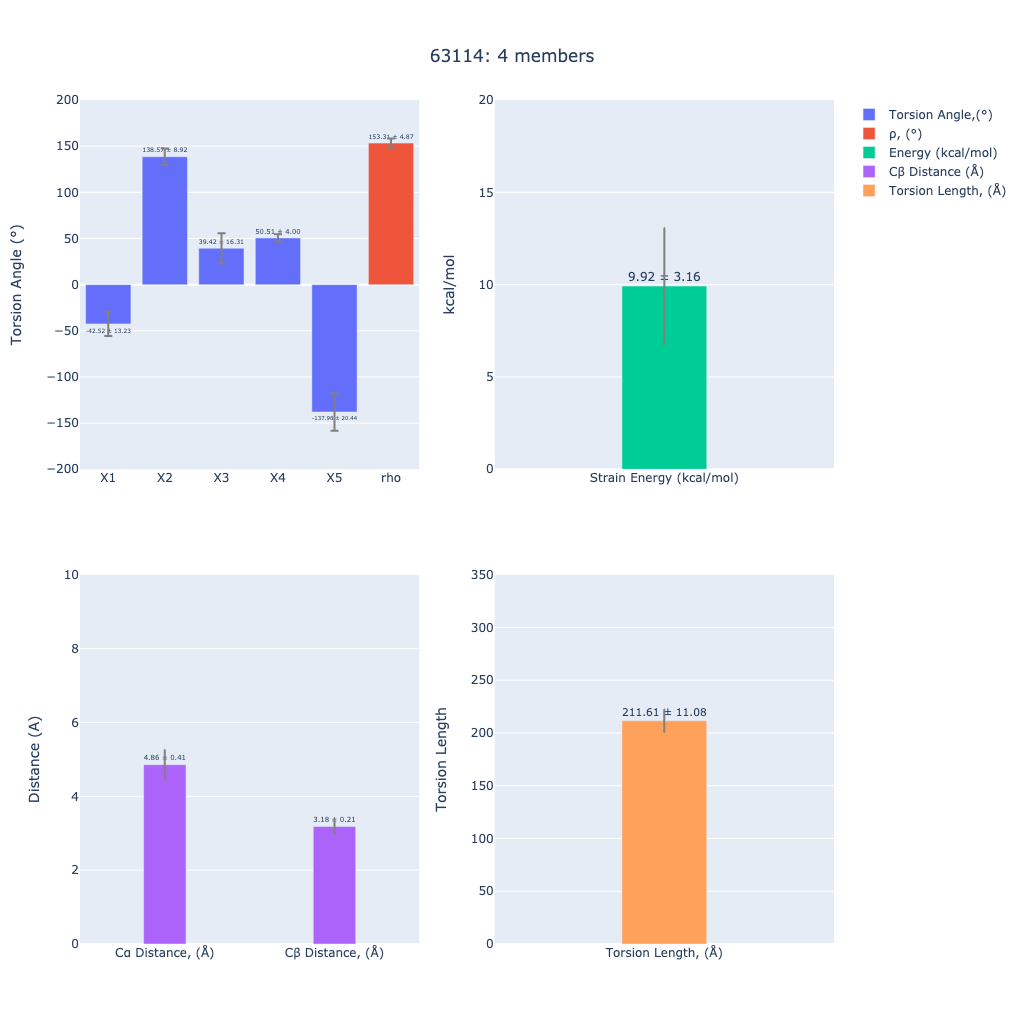 63114: 4 members
Torsion Angle (°)
200
150
100
50
0
−50
−100
−150
−200
-42.52 ± 13.23
138.57 ± 8.92
39.42 ± 16.31
50.51 ± 4.00
-137.98 ± 20.44
153.31 ± 4.87
X1
X2
X3
X4
X5
rho
kcal/mol
20
15
10
5
0
9.92 ± 3.16
Strain Energy (kcal/mol)
Torsion Angle,(°)
ρ, (°)
Energy (kcal/mol)
Cβ Distance (Å)
Torsion Length, (Å)
Distance (A)
10
8
6
4
2
0
4.86 ± 0.41
3.18 ± 0.21
Cα Distance, (Å)
Cβ Distance, (Å)
Torsion Length
350
300
250
200
150
100
50
0
211.61 ± 11.08
Torsion Length, (Å)